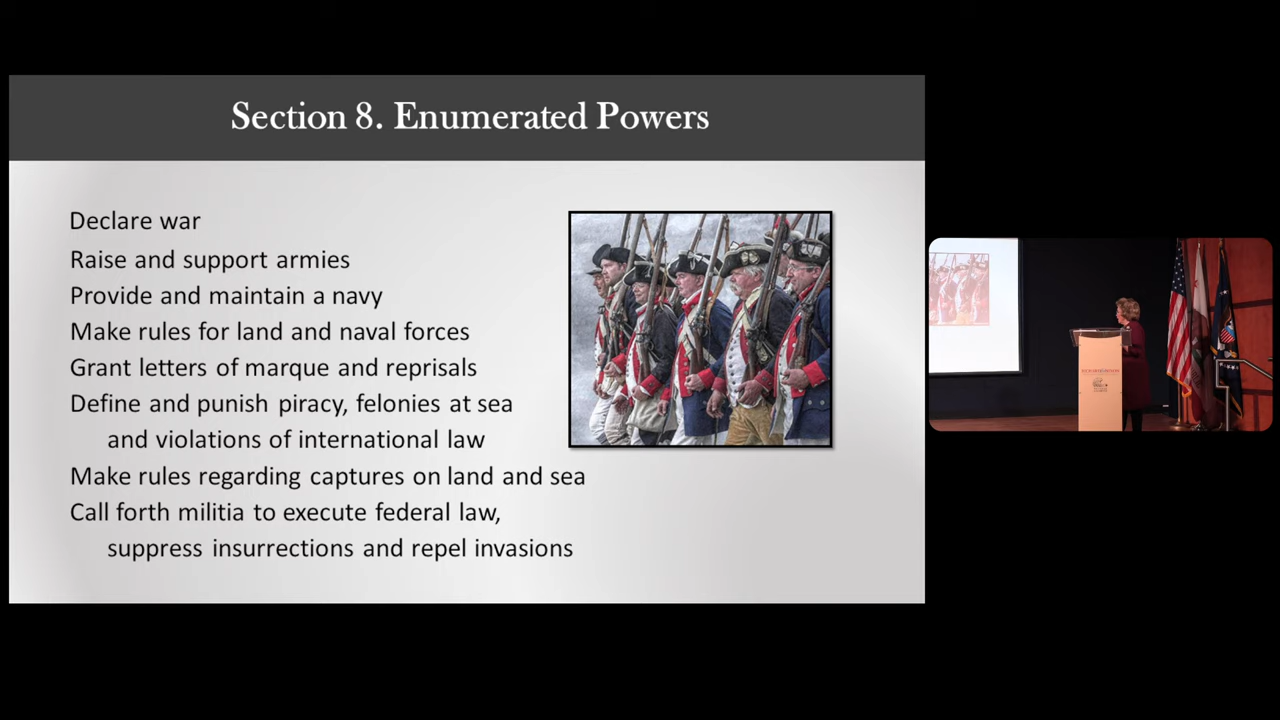 Section 8. Enumerated Powers
Declare war
Raise and support armies
Provide and maintain a navy
Make rules for land and naval forces
Grant letters of marque and reprisals
Define and punish piracy, felonies at sea
and violations of international law
Make rules regarding captures on land and sea
Call forth militia to execute federal law,
suppress insurrections and repel invasions